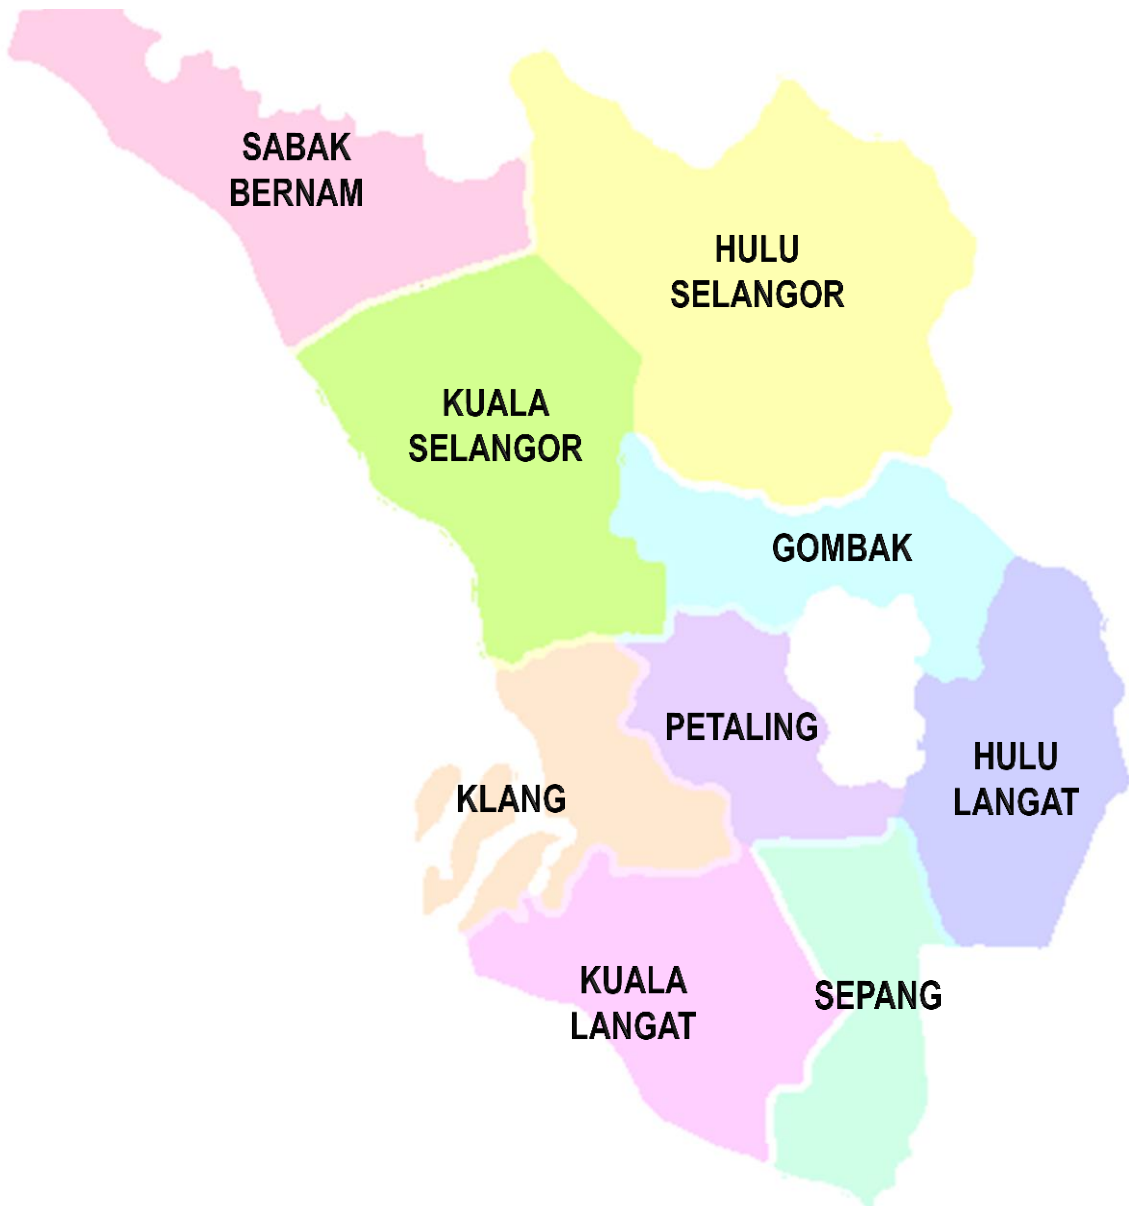 SABAK
BERNAM
HULU
SELANGOR
KUALA
SELANGOR
GOMBAK
PETALING
HULU
LANGAT
KLANG
KUALA
LANGAT
SEPANG